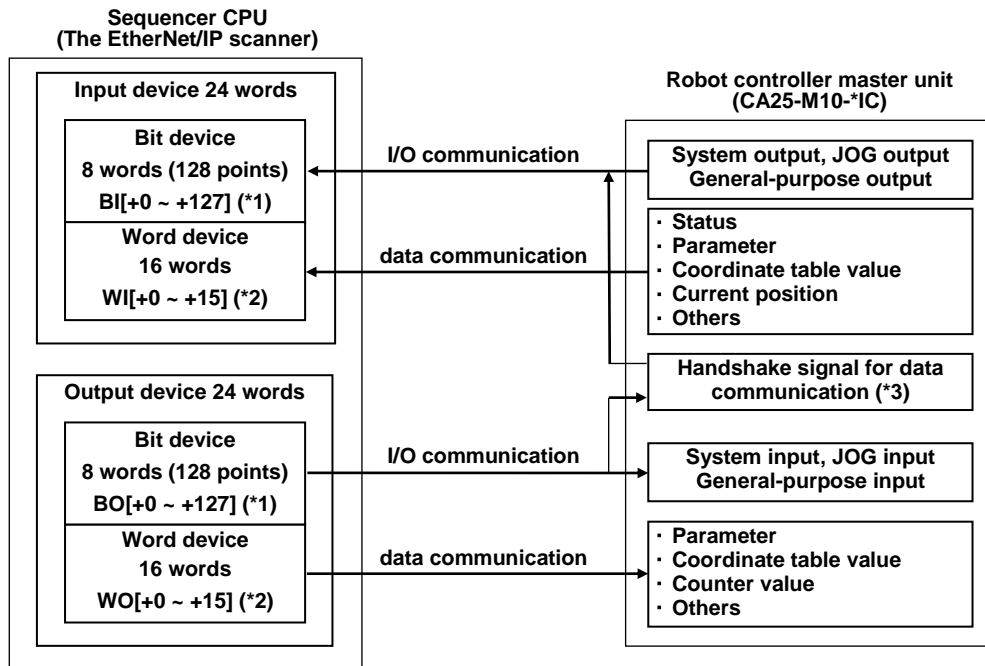 Sequencer CPU
(The EtherNet/IP scanner)
Input device 24 words
Bit device
8 words (128 points)
BI[+0 ~ +127] (*1)
Word device
16 words
WI[+0 ~ +15] (*2)
Output device 24 words
Bit device
8 words (128 points)
BO[+0 ~ +127] (*1)
Word device
16 words
WO[+0 ~ +15] (*2)
I/O communication
data communication
I/O communication
data communication
Robot controller master unit
(CA25-M10-*IC)
System output, JOG output
General-purpose output
· Status
· Parameter
· Coordinate table value
· Current position
· Others
Handshake signal for data
communication (*3)
System input, JOG input
General-purpose input
· Parameter
· Coordinate table value
· Counter value
· Others